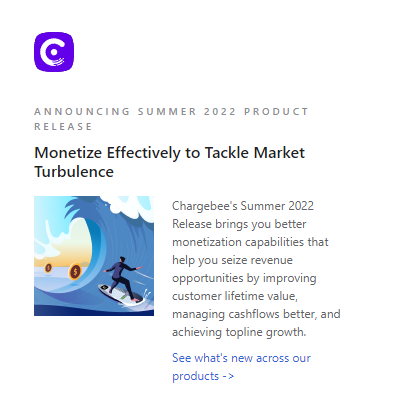 ANNOUNCING SUMMER 2022 PRODUCT
RELEASE
Monetize Effectively to Tackle Market
Turbulence
Chargebee's Summer 2022
Release brings you better
monetization capabilities that
help you seize revenue
opportunities by improving
customer lifetime value,
managing cashflows better, and
achieving topline growth.
See what's new across our
products ->